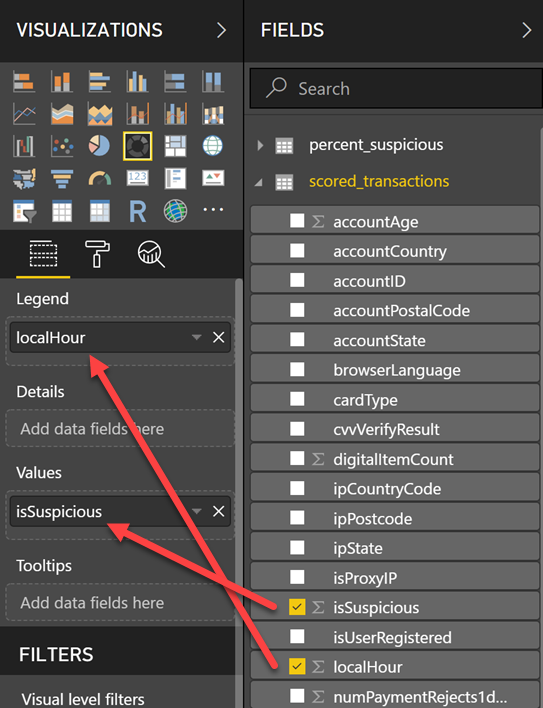 VISUALIZATIONS
Legend
localHour
Details
Add data fields here
Values
isSuspicious
Tooltips
Add data fields here
FILTERS
Visual level filters
FIELDS
Search
percent_suspicious
scored_transactions
accountAge
accountCountry
accountID
accountPostalCode
accountState
browserLanguage
cardType
cvvVerifyResult
digitalItemCount
ipCountryCode
ipPostcode
ipState
isProxyIP
isSuspicious
isUserRegistered
localHour
numPaymentRejects1d...